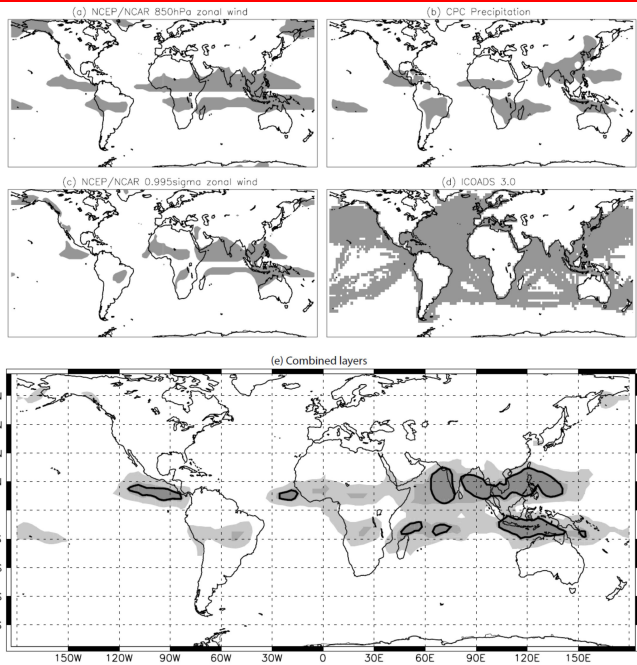 (a) NCEP/NCAR 850hPa zonal wind
(b) CPC Precipitation
(c) NCEP/NCAR 0.995sigma zonal wind
(d) ICOADS 3.0
(e) Combined layers
150W 120W 90W 60W 30W 0 30E 60E 90E 120E 150E